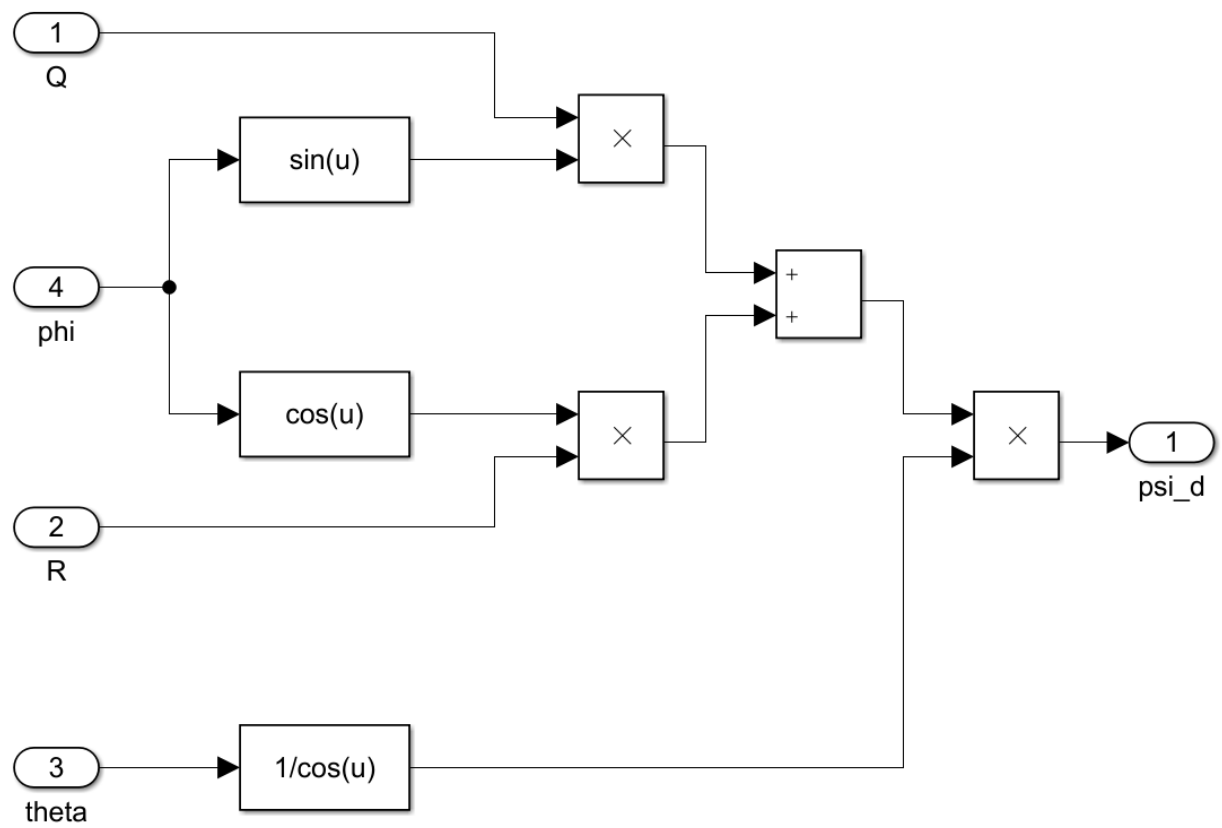 1
Q
sin(u)
×
4
phi
+
+
cos(u)
×
×
1
psi_d
2
R
3
theta
1/cos(u)